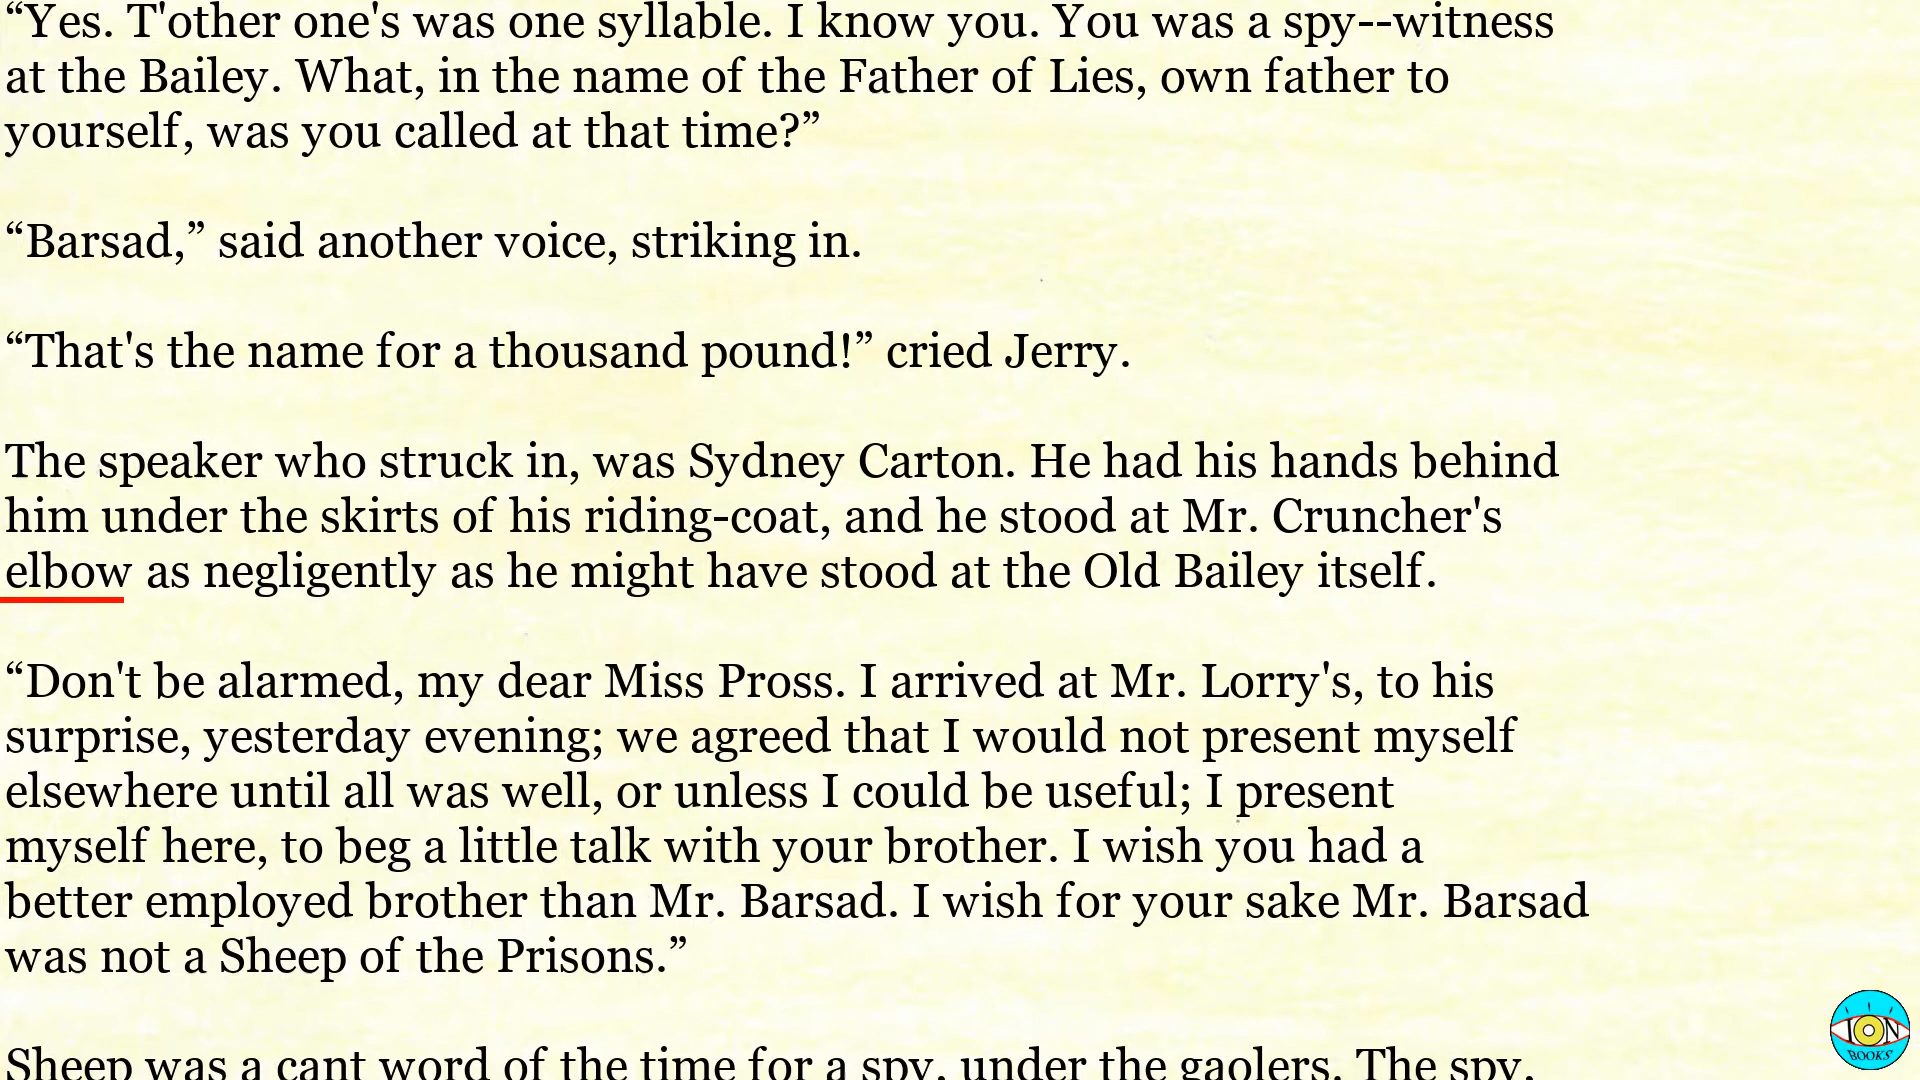 “Yes. T'other one's was one syllable. I know you. You was a spy--witness
at the Bailey. What, in the name of the Father of Lies, own father to
yourself, was you called at that time?”
“Barsad,” said another voice, striking in.
“That's the name for a thousand pound!” cried Jerry.
The speaker who struck in, was Sydney Carton. He had his hands behind
him under the skirts of his riding-coat, and he stood at Mr. Cruncher's
elbow as negligently as he might have stood at the Old Bailey itself.
“Don't be alarmed, my dear Miss Pross. I arrived at Mr. Lorry's, to his
surprise, yesterday evening; we agreed that I would not present myself
elsewhere until all was well, or unless I could be useful; I present
myself here, to beg a little talk with your brother. I wish you had a
better employed brother than Mr. Barsad. I wish for your sake Mr. Barsad
was not a Sheep of the Prisons.”
Sheep was a cant word of the time for a spy, under the gaolers. The spy,
ION
BOOKS